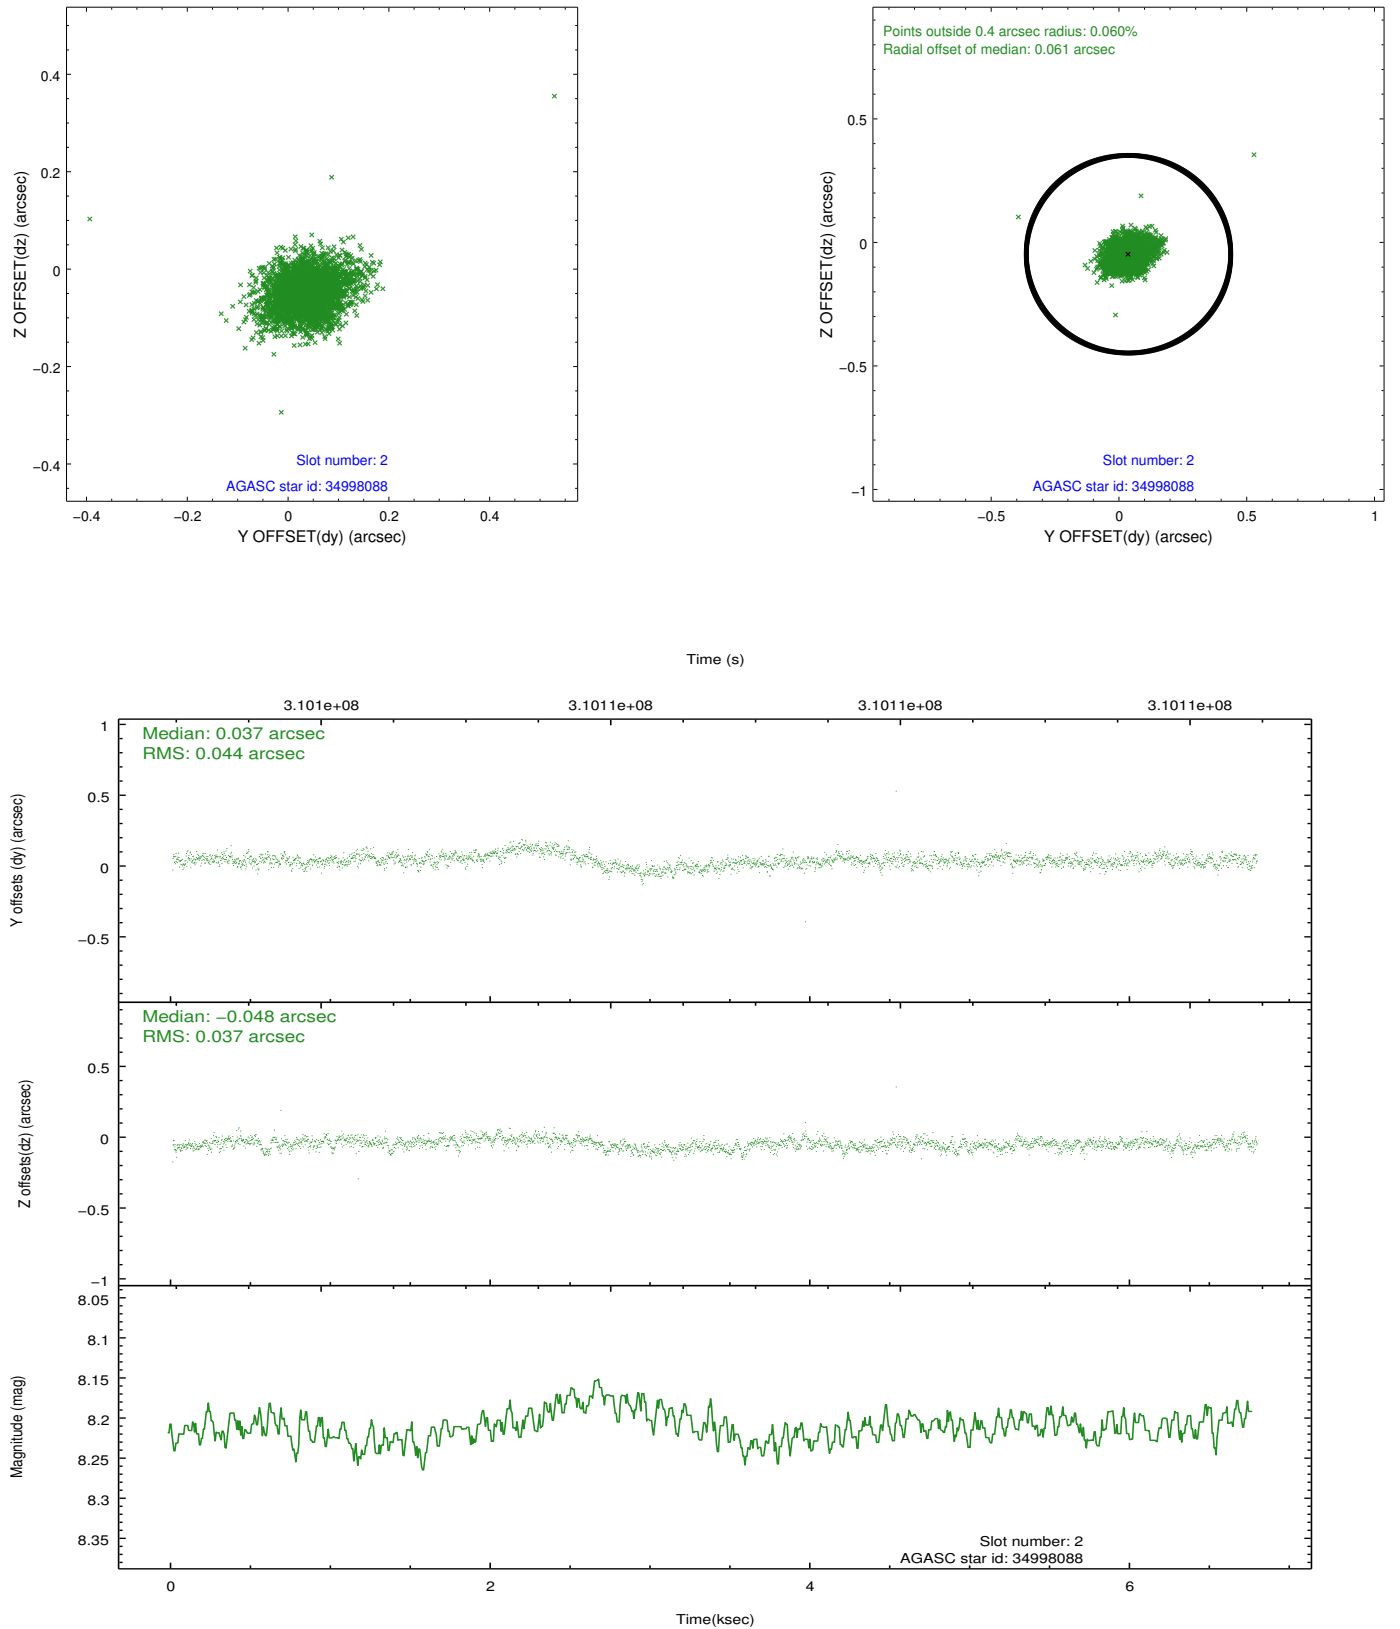 0.4
0.2
0
−0.2
−0.4
Z OFFSET(dz) (arcsec)
Slot number: 2
AGASC star id: 34998088
−0.4 −0.2 0 0.2 0.4
Y OFFSET(dy) (arcsec)
Points outside 0.4 arcsec radius: 0.060%
Radial offset of median: 0.061 arcsec
0.5
0
−0.5
−1
Z OFFSET(dz) (arcsec)
Slot number: 2
AGASC star id: 34998088
−0.5 0 0.5 1
Y OFFSET(dy) (arcsec)
Time (s)
3.101e+08 3.1011e+08 3.1011e+08 3.1011e+08
Median: 0.037 arcsec
RMS: 0.044 arcsec
1
0.5
0
−0.5
Y offsets (dy) (arcsec)
Median: −0.048 arcsec
RMS: 0.037 arcsec
0.5
0
−0.5
−1
Z offsets(dz) (arcsec)
8.05
8.1
8.15
8.2
8.25
8.3
8.35
Magnitude (mag)
Slot number: 2
AGASC star id: 34998088
0 2 4 6
Time(ksec)